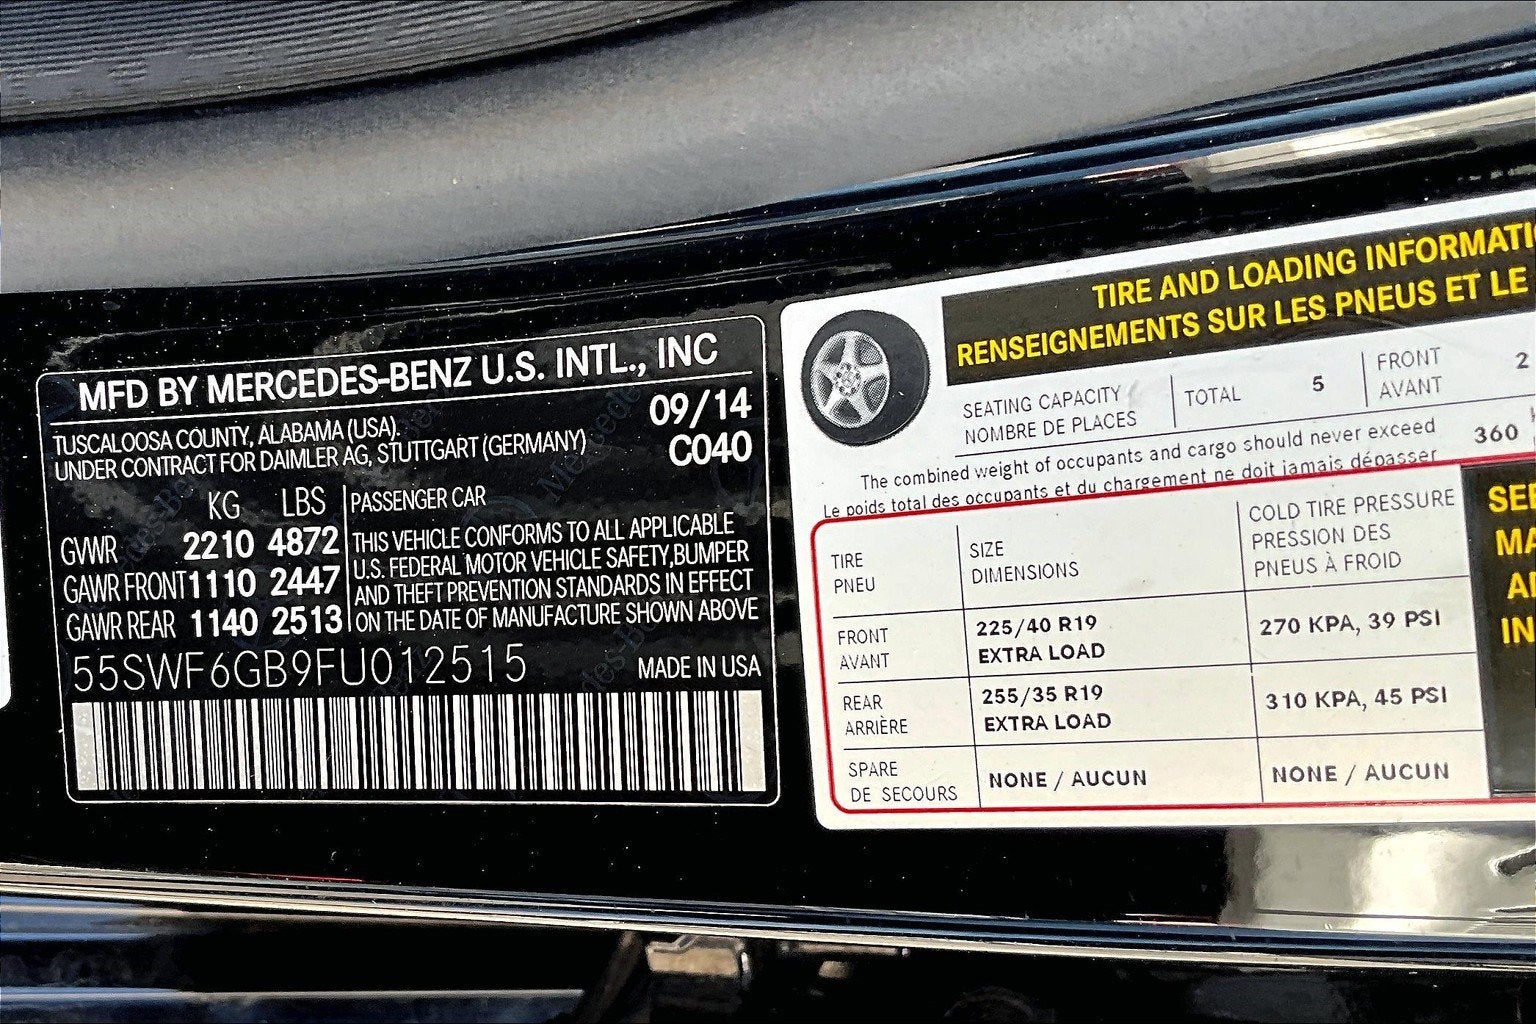 MFD BY MERCEDES-BENZ U.S. INTL., INC
TUSCALOOSA COUNTY, ALABAMA (USA). 09/14
UNDER CONTRACT FOR DAIMLER AG, STUTTGART (GERMANY) C040
KG LBS PASSENGER CAR
GVWR 2210 4872
GAWR FRONT 1110 2447
GAWR REAR 1140 2513
THIS VEHICLE CONFORMS TO ALL APPLICABLE
U.S. FEDERAL MOTOR VEHICLE SAFETY, BUMPER
AND THEFT PREVENTION STANDARDS IN EFFECT
ON THE DATE OF MANUFACTURE SHOWN ABOVE
55SWF6GB9FU012515 MADE IN USA
TIRE AND LOADING INFORMATI
RENSEIGNEMENTS SUR LES PNEUS ET LE
SEATING CAPACITY
NOMBRE DE PLACES
TOTAL 5
FRONT
AVANT
2
The combined weight of occupants and cargo should never exceed 360
Le poids total des occupants et du chargement ne doit jamais dépasser
TIRE
PNEU
SIZE
DIMENSIONS
COLD TIRE PRESSURE
PRESSION DES
PNEUS À FROID
FRONT
AVANT
225/40 R19
EXTRA LOAD
270 KPA, 39 PSI
REAR
ARRIÈRE
255/35 R19
EXTRA LOAD
310 KPA, 45 PSI
SPARE
DE SECOURS
NONE / AUCUN
NONE / AUCUN
SEE
MA
IN